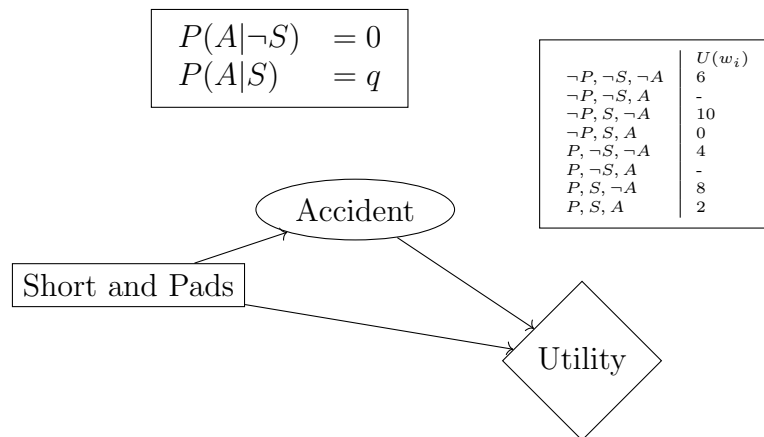 P(A|¬S) = 0
P(A|S) = q
U(w_i)
¬P, ¬S, ¬A 6
¬P, ¬S, A -
¬P, S, ¬A 10
¬P, S, A 0
P, ¬S, ¬A 4
P, ¬S, A -
P, S, ¬A 8
P, S, A 2
Accident
Short and Pads
Utility